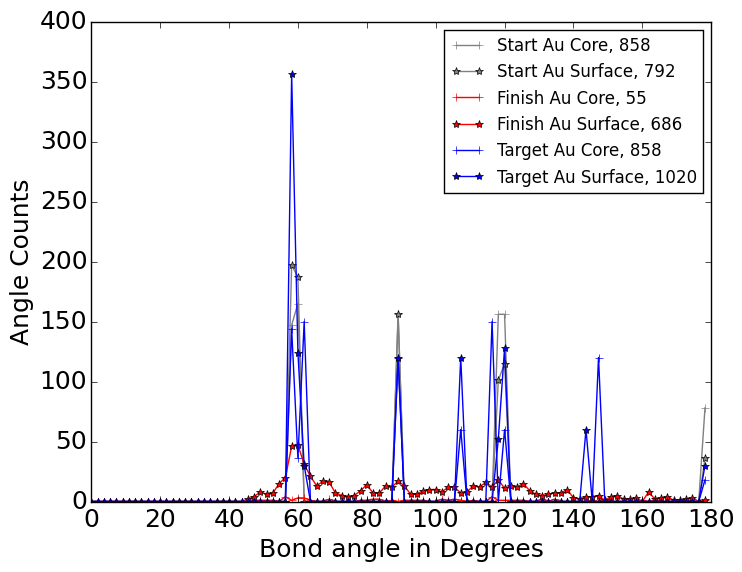 400
350
300
250
200
150
100
50
0
Angle Counts
Start Au Core, 858
Start Au Surface, 792
Finish Au Core, 55
Finish Au Surface, 686
Target Au Core, 858
Target Au Surface, 1020
0 20 40 60 80 100 120 140 160 180
Bond angle in Degrees